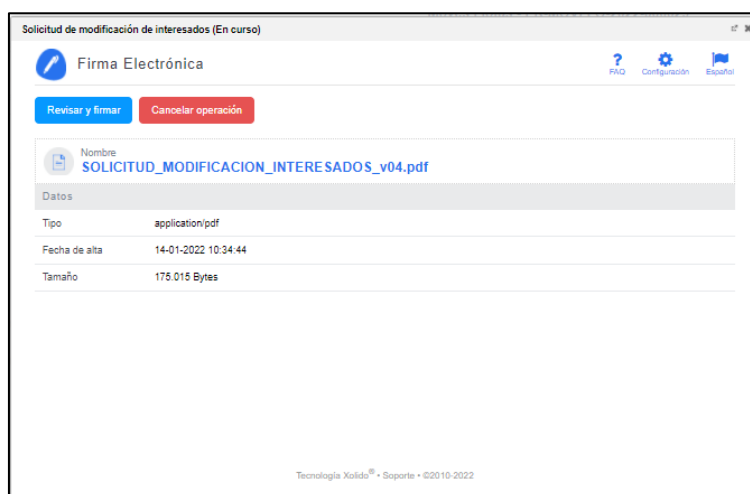 Solicitud de modificación de interesados (En curso)
Firma Electrónica
?
FAQ
Configuración
Español
Revisar y firmar
Cancelar operación
Nombre
SOLICITUD_MODIFICACION_INTERESADOS_v04.pdf
Datos
Tipo application/pdf
Fecha de alta 14-01-2022 10:34:44
Tamaño 175.015 Bytes
Tecnología Xolido® • Soporte • ©2010-2022